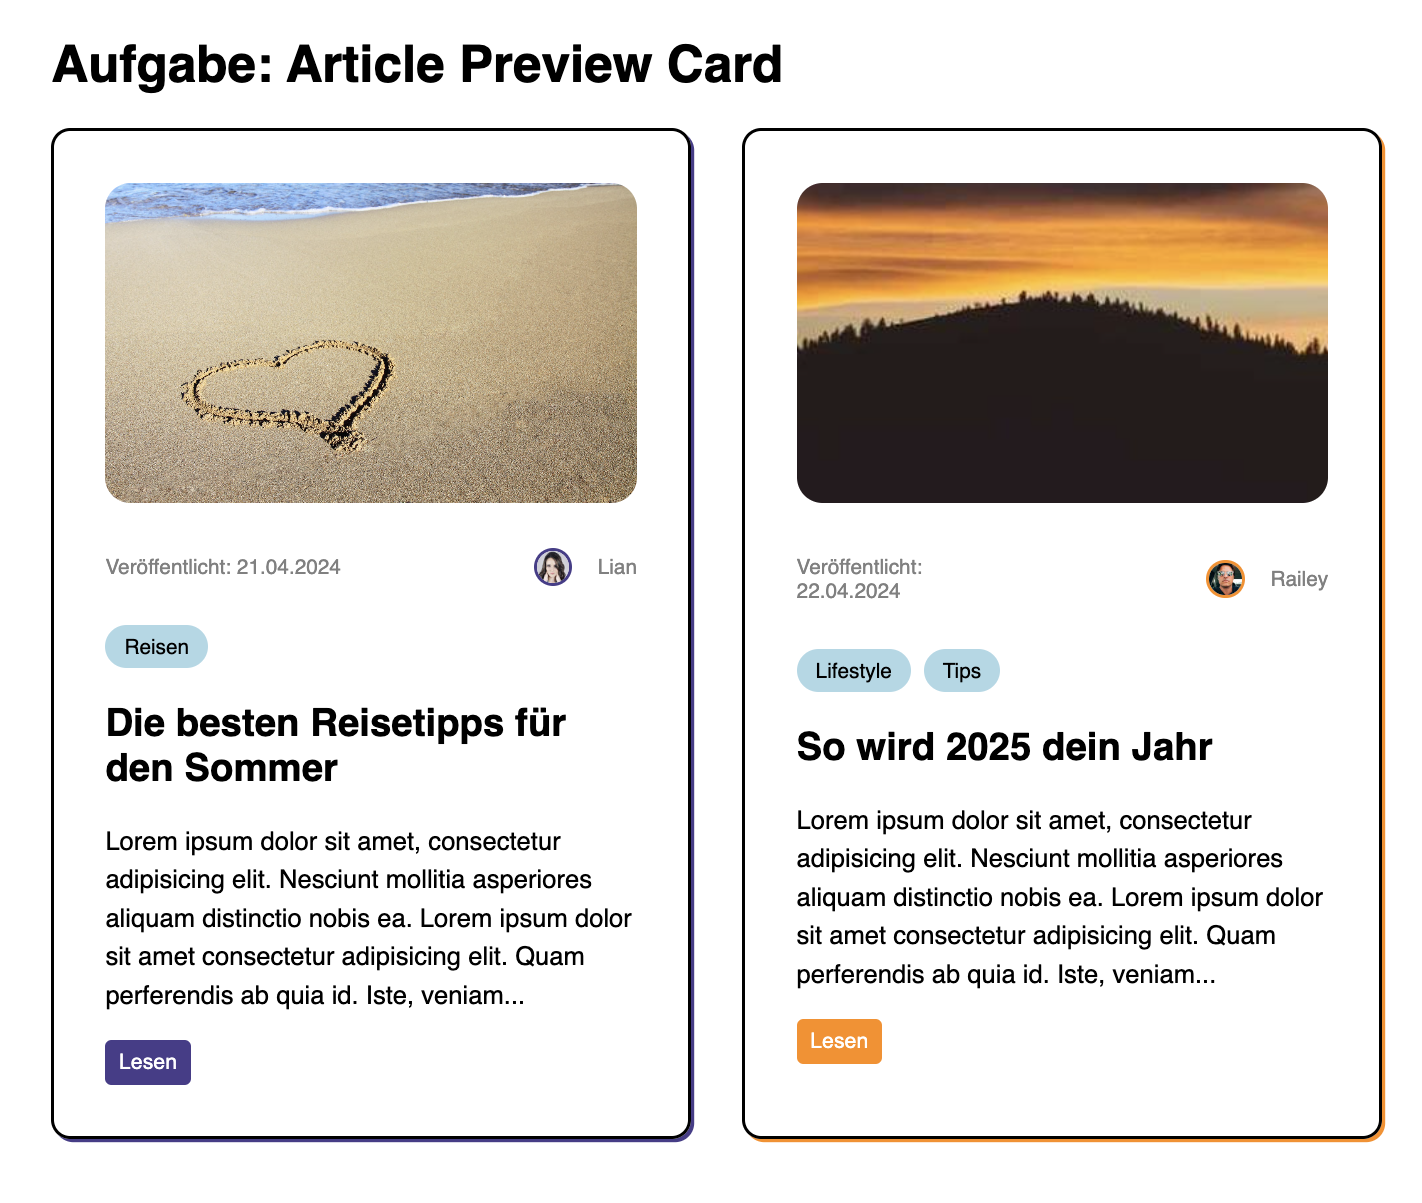 Aufgabe: Article Preview Card
Veröffentlicht: 21.04.2024
Lian
Reisen
Die besten Reisetipps für
den Sommer
Lorem ipsum dolor sit amet, consectetur
adipisicing elit. Nesciunt mollitia asperiores
aliquam distinctio nobis ea. Lorem ipsum dolor
sit amet consectetur adipisicing elit. Quam
perferendis ab quia id. Iste, veniam...
Lesen
Veröffentlicht:
22.04.2024
Railey
Lifestyle
Tips
So wird 2025 dein Jahr
Lorem ipsum dolor sit amet, consectetur
adipisicing elit. Nesciunt mollitia asperiores
aliquam distinctio nobis ea. Lorem ipsum dolor
sit amet consectetur adipisicing elit. Quam
perferendis ab quia id. Iste, veniam...
Lesen